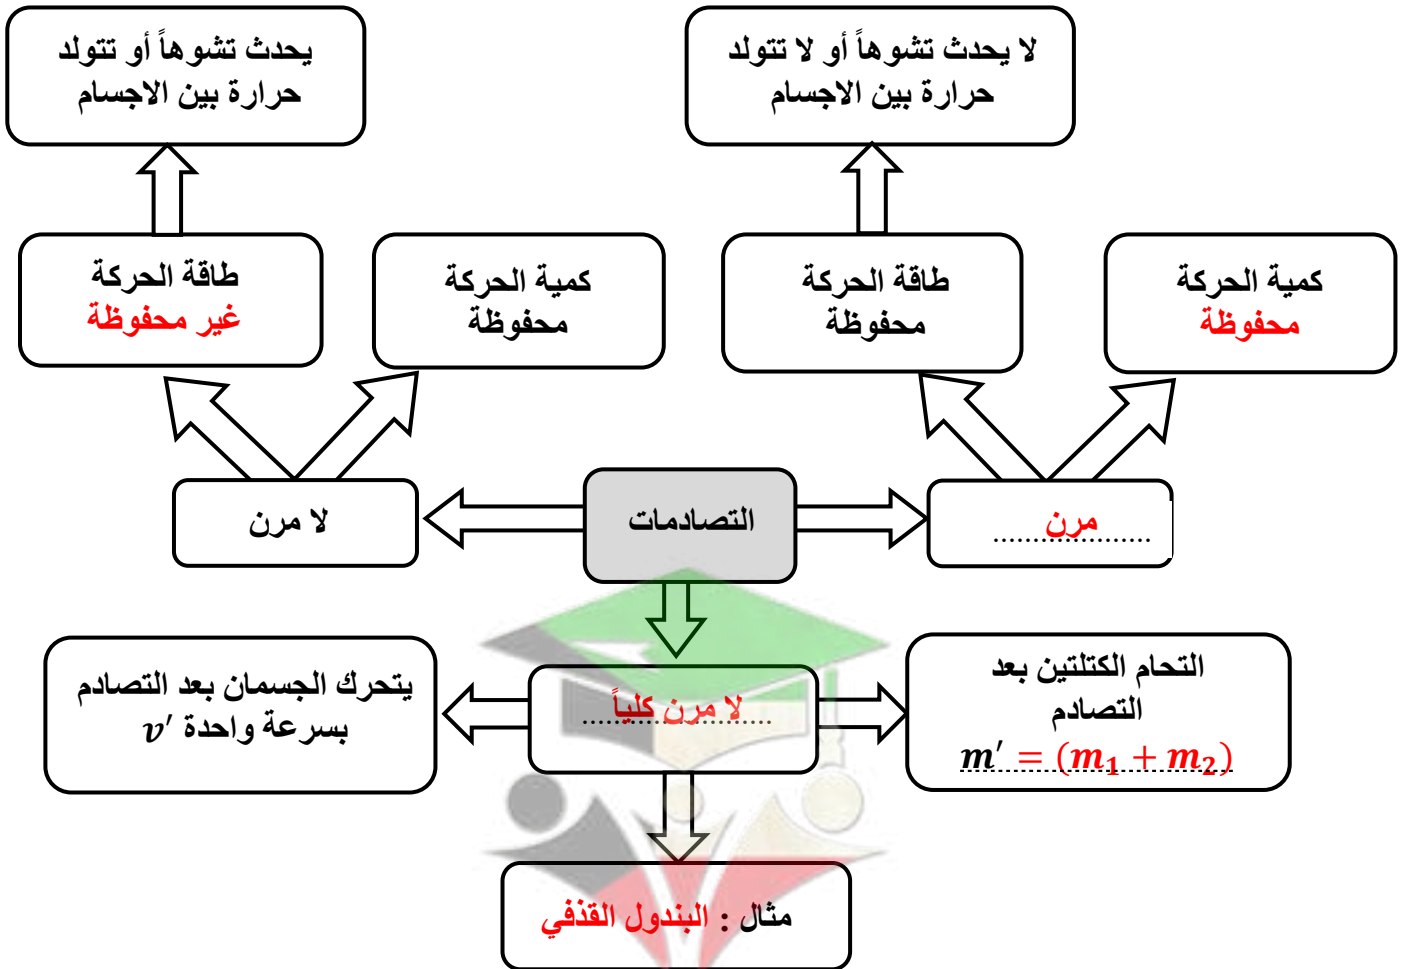 لا يحدث تشوهاً أو لا تتولد
حرارة بين الاجسام
يحدث تشوهاً أو تتولد
حرارة بين الاجسام
كمية الحركة
محفوظة
طاقة الحركة
محفوظة
كمية الحركة
محفوظة
طاقة الحركة
غير محفوظة
مرن
....................
التصادمات
لا مرن
التحام الكتلتين بعد
التصادم
m′ = (m₁ + m₂)
لا مرن كلياً
........................
يتحرك الجسمان بعد التصادم
بسرعة واحدة v′
مثال : البندول القذفي